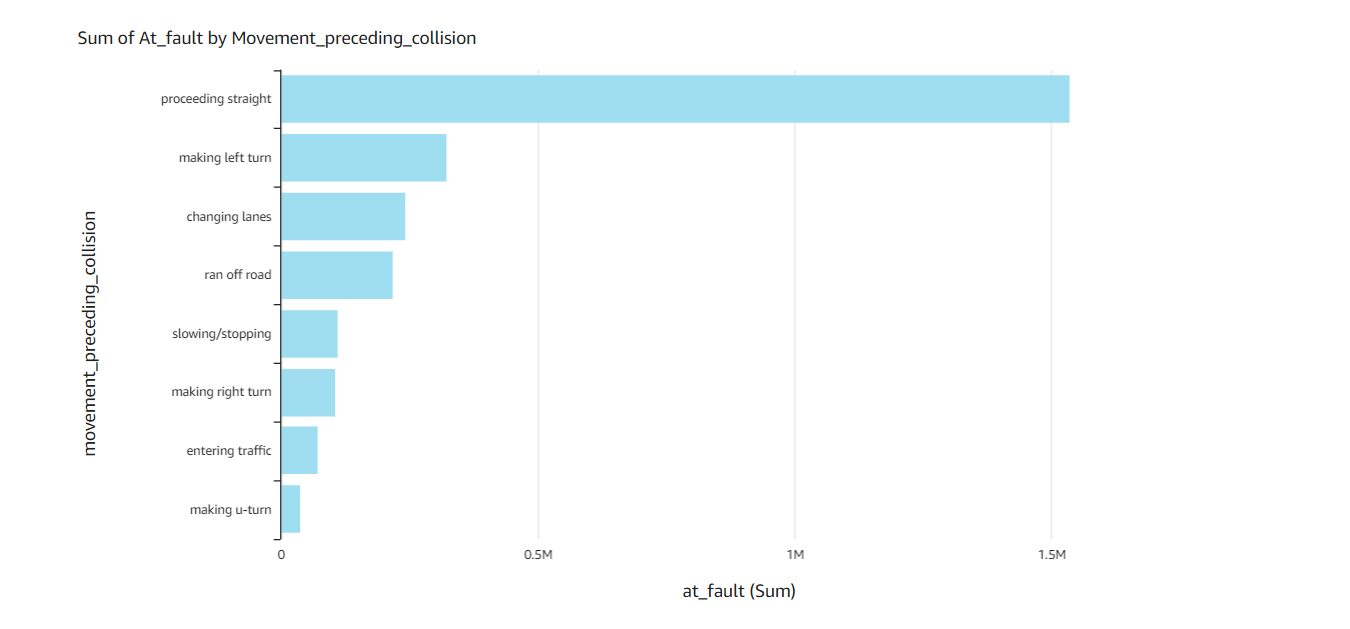 Sum of At_fault by Movement_preceding_collision
movement_preceding_collision
proceeding straight
making left turn
changing lanes
ran off road
slowing/stopping
making right turn
entering traffic
making u-turn
0
0.5M
1M
1.5M
at_fault (Sum)